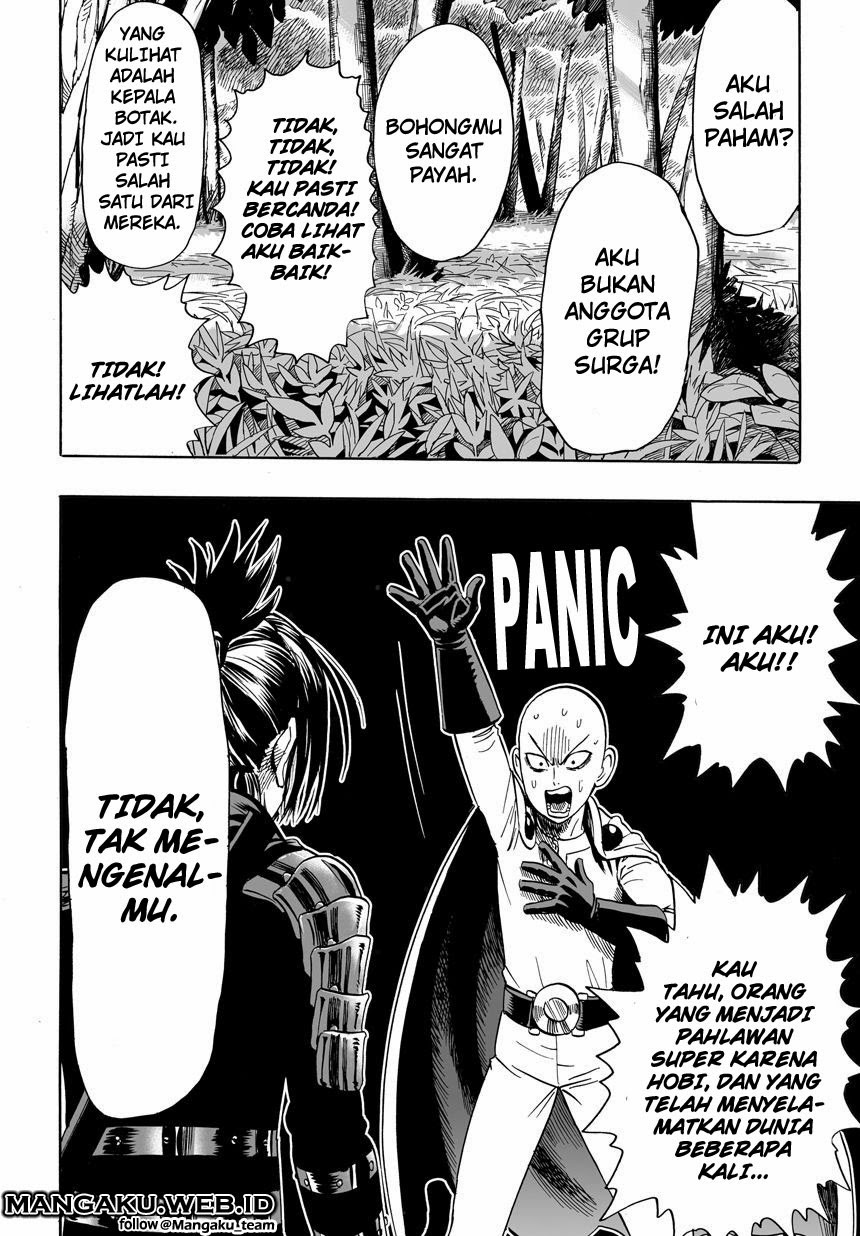 AKU
SALAH
PAHAM?
AKU
BUKAN
ANGGOTA
GRUP
SURGA!
BOHONGMU
SANGAT
PAYAH.
TIDAK,
TIDAK,
TIDAK!
KAU PASTI
BERCANDA!
COBA LIHAT
AKU BAIK-
BAIK!
YANG
KULIHAT
ADALAH
KEPALA
BOTAK.
JADI KAU
PASTI
SALAH
SATU DARI
MEREKA.
TIDAK!
LIHATLAH!
INI AKU!
AKU!!
PANIC
KAU
TAHU, ORANG
YANG MENJADI
PAHLAWAN
SUPER KARENA
HOBI, DAN YANG
TELAH MENYELA-
MATKAN DUNIA
BEBERAPA
KALI...
TIDAK,
TAK ME-
NGENAL-
MU.
MANGAKU.WEB.ID
follow @Mangaku_team